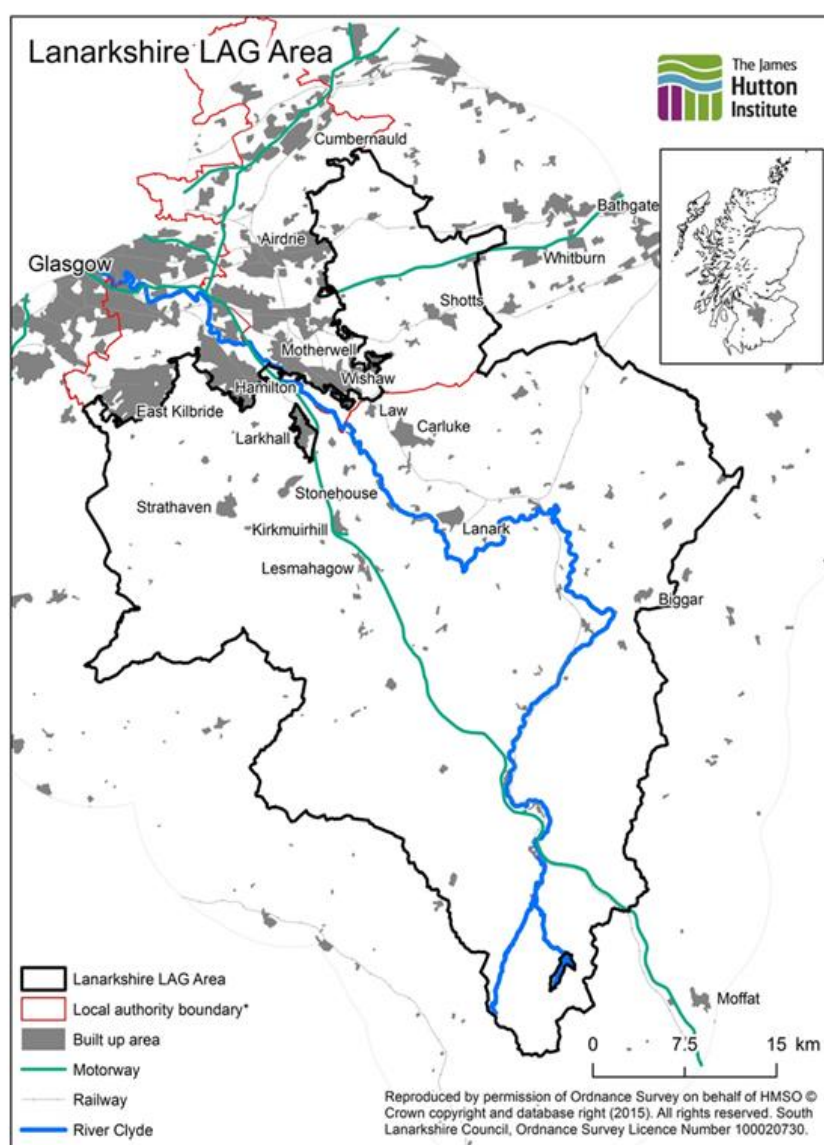 Lanarkshire LAG Area
The James
Hutton
Institute
Cumbernauld
Bathgate
Airdrie
Whitburn
Glasgow
Shotts
Motherwell
Wishaw
Hamilton
East Kilbride
Law
Carluke
Larkhall
Stonehouse
Strathaven
Kirkmuirhill
Lanark
Lesmahagow
Biggar
Moffat
Lanarkshire LAG Area
Local authority boundary*
Built up area
Motorway
Railway
River Clyde
0 7.5 15 km
Reproduced by permission of Ordnance Survey on behalf of HMSO ©
Crown copyright and database right (2015). All rights reserved. South
Lanarkshire Council, Ordnance Survey Licence Number 100020730.